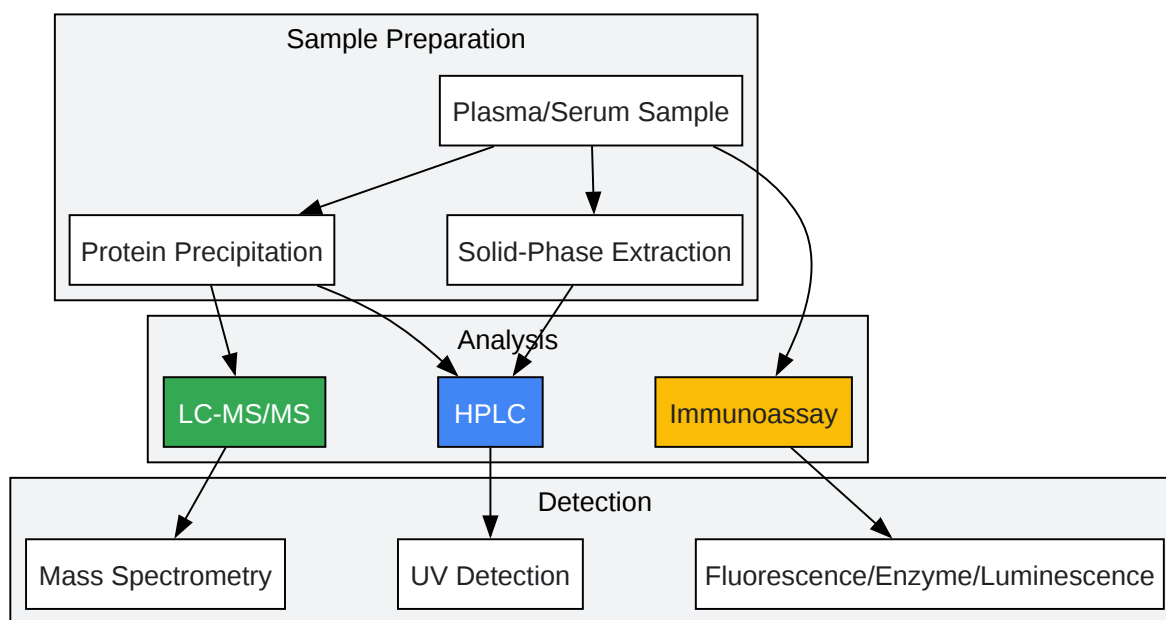 Sample Preparation
Plasma/Serum Sample
Protein Precipitation
Solid-Phase Extraction
Analysis
LC-MS/MS
HPLC
Immunoassay
Detection
Mass Spectrometry
UV Detection
Fluorescence/Enzyme/Luminescence